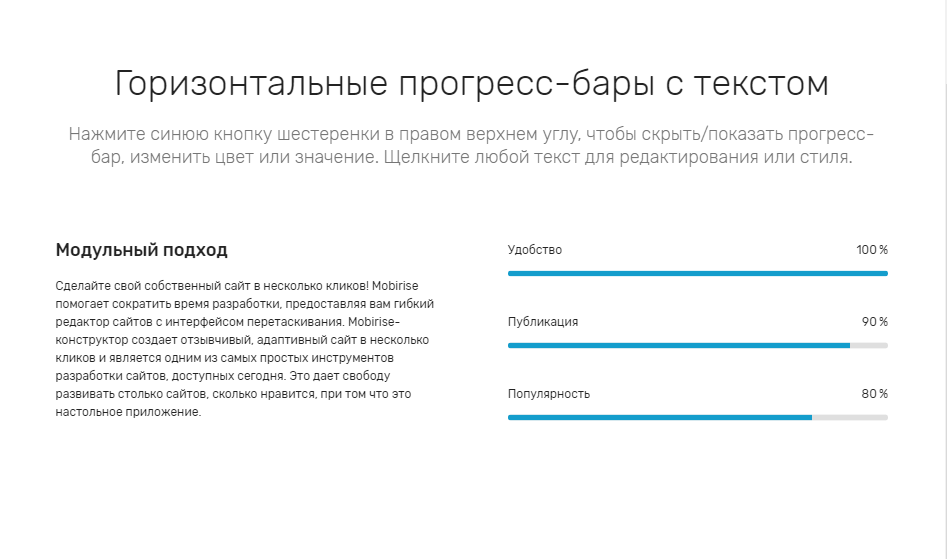 Горизонтальные прогресс-бары с текстом
Нажмите синюю кнопку шестеренки в правом верхнем углу, чтобы скрыть/показать прогресс-
бар, изменить цвет или значение. Щелкните любой текст для редактирования или стиля.
Модульный подход
Сделайте свой собственный сайт в несколько кликов! Mobirise
помогает сократить время разработки, предоставляя вам гибкий
редактор сайтов с интерфейсом перетаскивания. Mobirise-
конструктор создает отзывчивый, адаптивный сайт в несколько
кликов и является одним из самых простых инструментов
разработки сайтов, доступных сегодня. Это дает свободу
развивать столько сайтов, сколько нравится, при том что это
настольное приложение.
Удобство 100 %
Публикация 90 %
Популярность 80 %